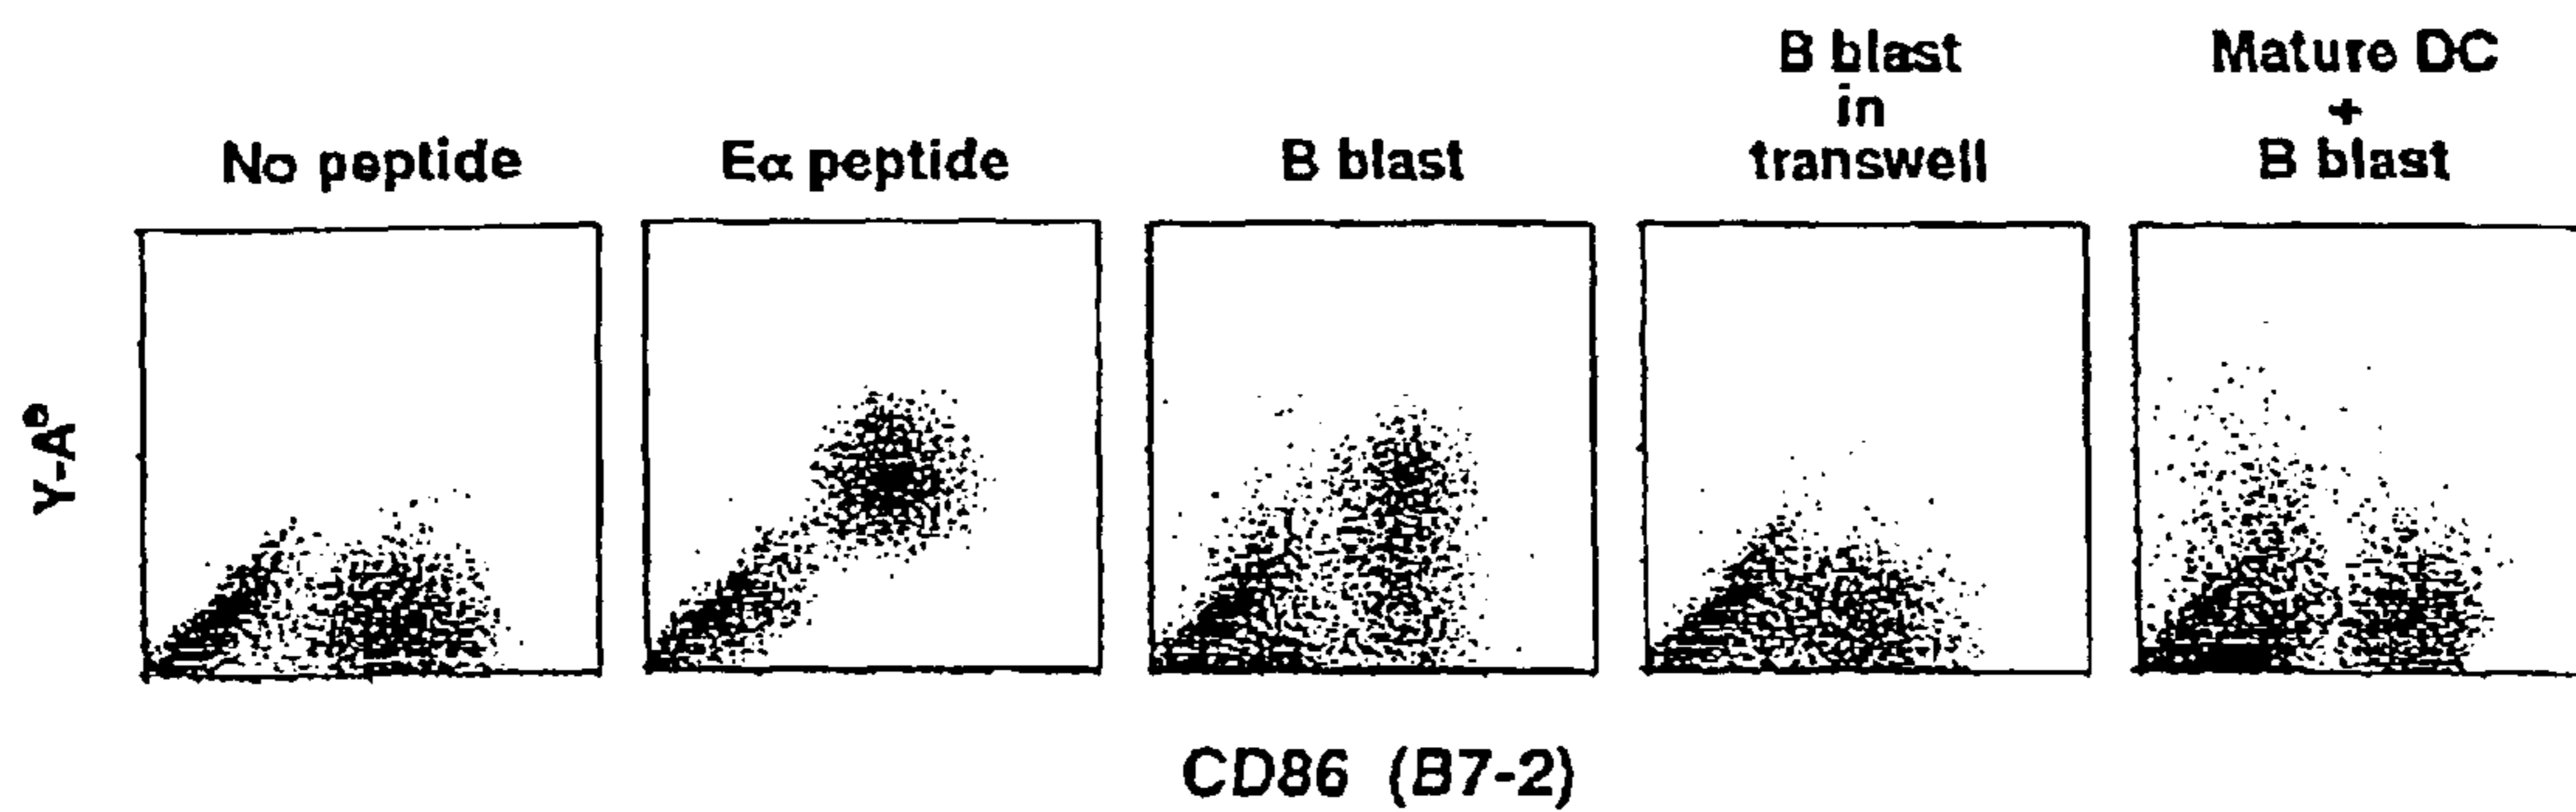 No peptide
Eα peptide
B blast
B blast
in
transwell
Mature DC
+
B blast
Y-Ae
CD86 (B7-2)